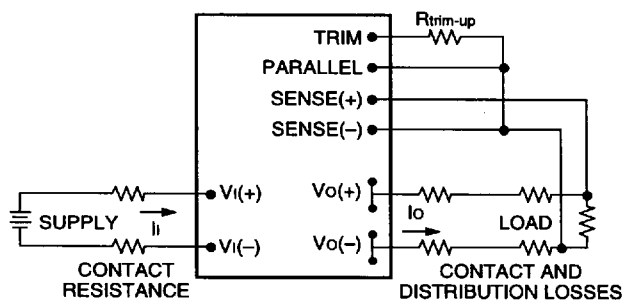 TRIM
Rtrim-up
PARALLEL
SENSE(+)
SENSE(–)
VI(+)
VO(+)
SUPPLY
II
IO
LOAD
VI(–)
VO(–)
CONTACT
RESISTANCE
CONTACT AND
DISTRIBUTION LOSSES